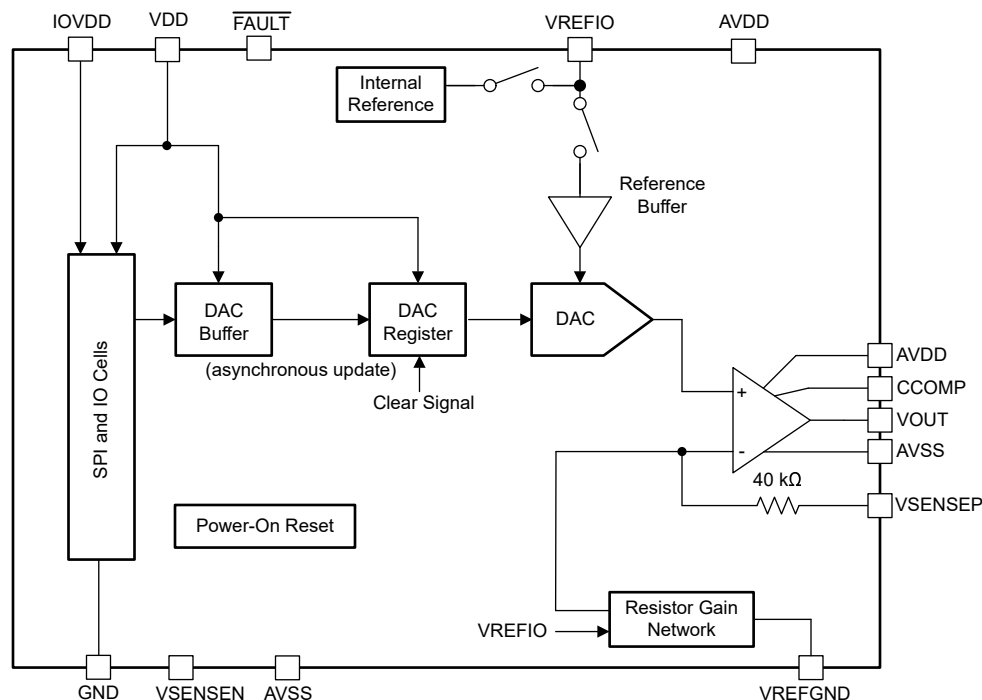 IOVDD
VDD
FAULT
VREFIO
AVDD
Internal
Reference
Reference
Buffer
SPI and IO Cells
DAC
Buffer
DAC
Register
DAC
(asynchronous update)
Clear Signal
+
-
AVDD
CCOMP
VOUT
AVSS
40 kΩ
VSENSEP
Power-On Reset
Resistor Gain
Network
VREFIO
GND
VSENSEN
AVSS
VREFGND